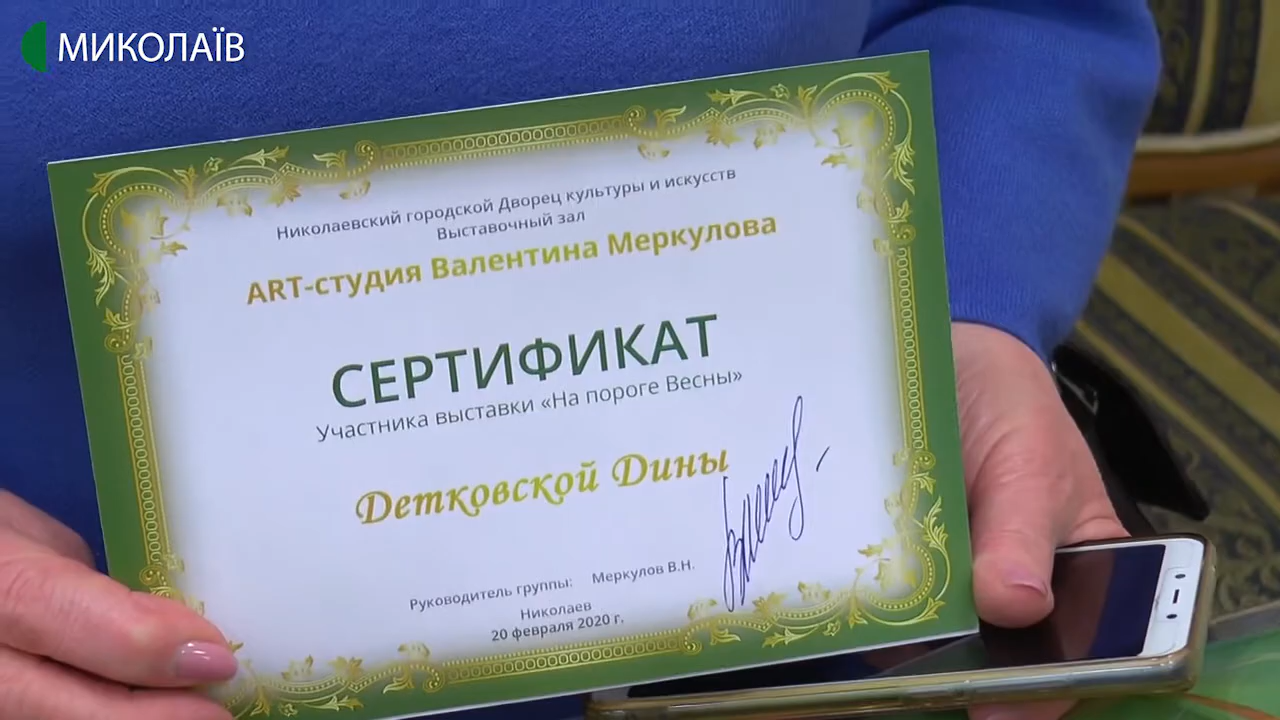 МИКОЛАЇВ
Николаевский городской Дворец культуры и искусств
Выставочный зал
ART-студия Валентина Меркулова
СЕРТИФИКАТ
Участника выставки «На пороге Весны»
Детковской Дины
Руководитель группы: Меркулов В.Н.
Николаев
20 февраля 2020 г.